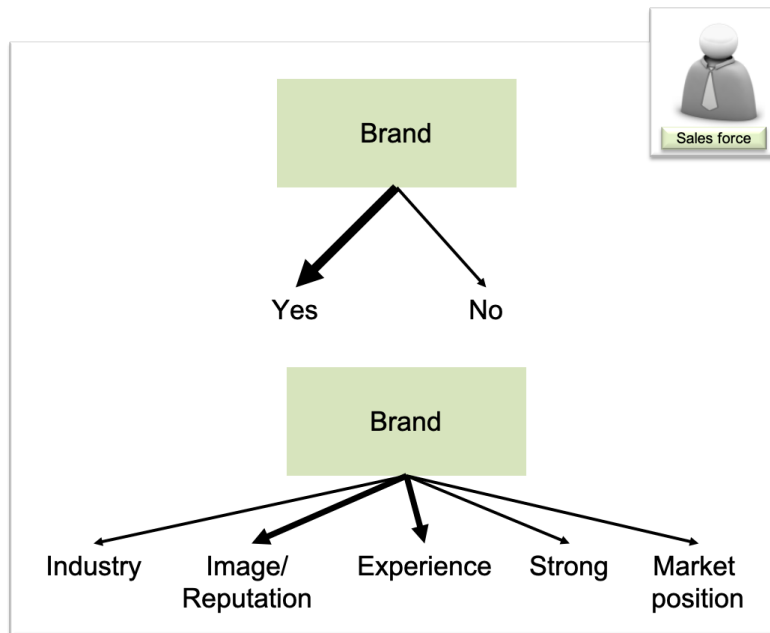 Sales force
Brand
Yes
No
Brand
Industry
Image/
Reputation
Experience
Strong
Market
position